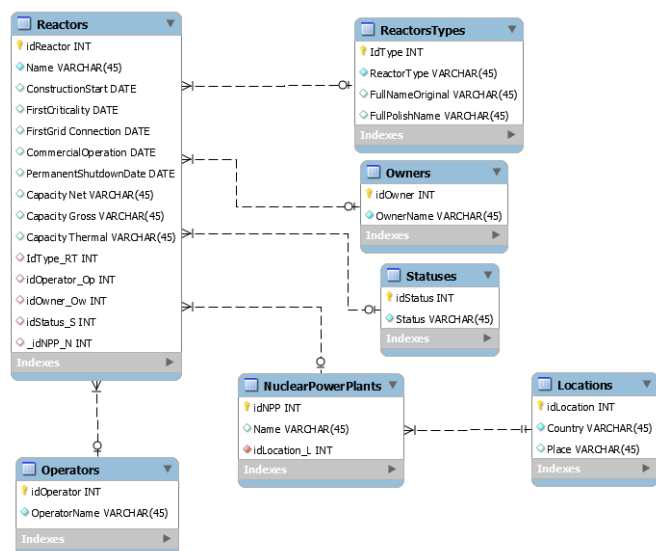 Reactors
idReactor INT
Name VARCHAR(45)
ConstructionStart DATE
FirstCriticality DATE
FirstGrid Connection DATE
CommercialOperation DATE
PermanentShutdownDate DATE
Capacity Net VARCHAR(45)
Capacity Gross VARCHAR(45)
Capacity Thermal VARCHAR(45)
IdType_RT INT
idOperator_Op INT
idOwner_Ow INT
idStatus_S INT
_idNPP_N INT
Indexes
ReactorsTypes
IdType INT
ReactorType VARCHAR(45)
FullNameOriginal VARCHAR(45)
FullPolishName VARCHAR(45)
Indexes
Owners
idOwner INT
OwnerName VARCHAR(45)
Indexes
Statuses
idStatus INT
Status VARCHAR(45)
Indexes
NuclearPowerPlants
idNPP INT
Name VARCHAR(45)
idLocation_L INT
Indexes
Locations
idLocation INT
Country VARCHAR(45)
Place VARCHAR(45)
Indexes
Operators
idOperator INT
OperatorName VARCHAR(45)
Indexes